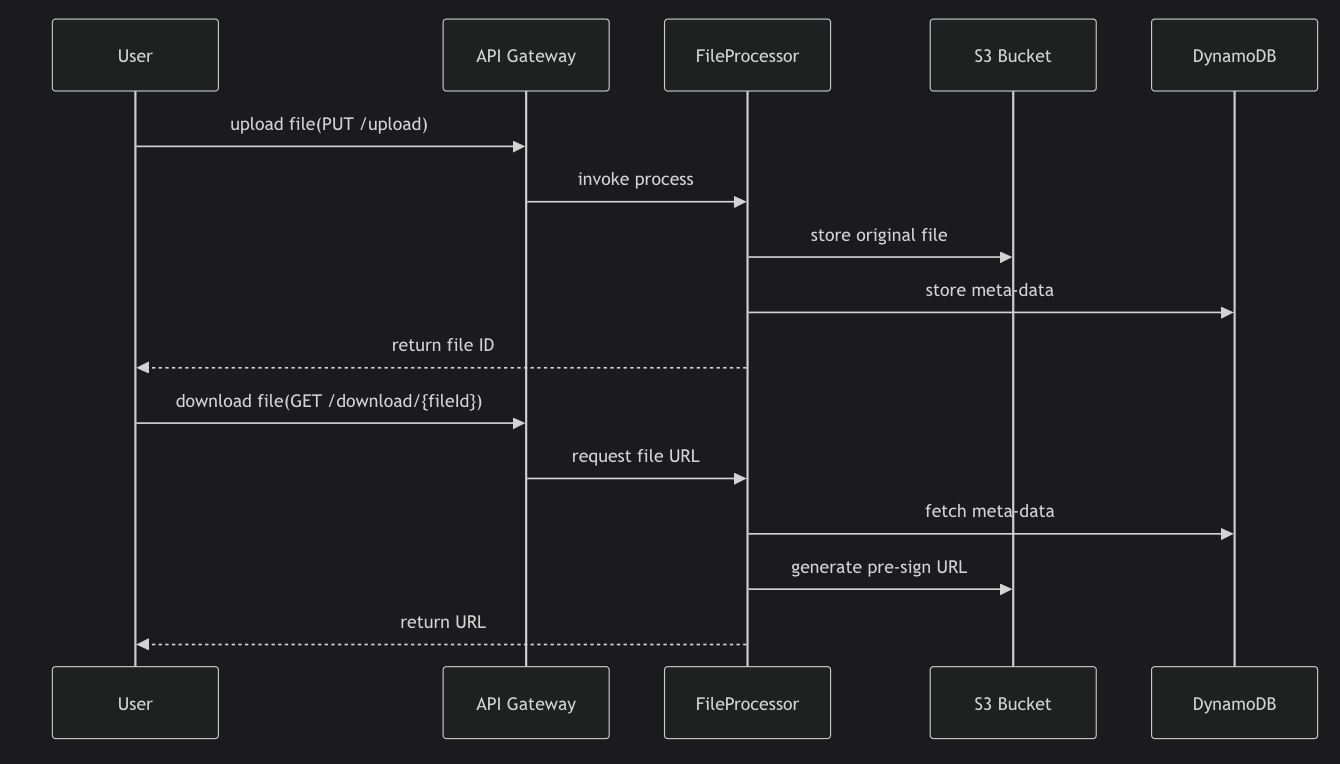 User
API Gateway
FileProcessor
S3 Bucket
DynamoDB
upload file(PUT /upload)
invoke process
store original file
store meta-data
return file ID
download file(GET /download/{fileId})
request file URL
fetch meta-data
generate pre-sign URL
return URL
User
API Gateway
FileProcessor
S3 Bucket
DynamoDB